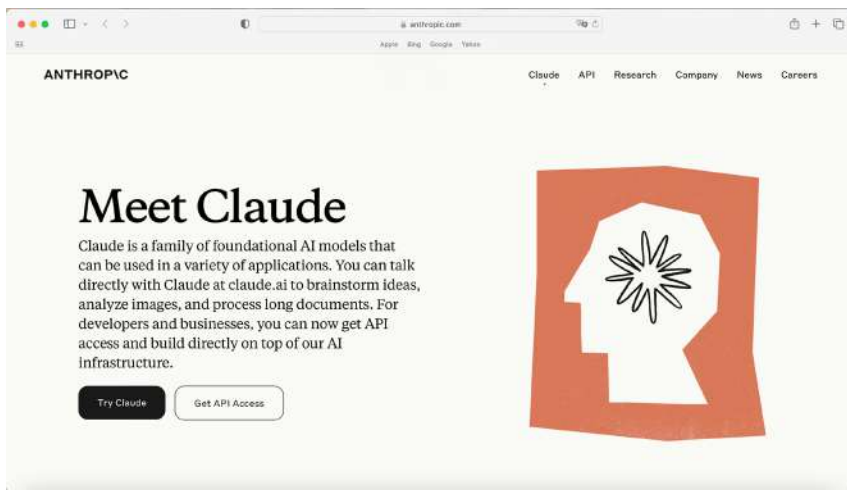 anthropic.com
Apple Bing Google Yahoo
ANTHROP\C
Claude API Research Company News Careers
Meet Claude
Claude is a family of foundational AI models that
can be used in a variety of applications. You can talk
directly with Claude at claude.ai to brainstorm ideas,
analyze images, and process long documents. For
developers and businesses, you can now get API
access and build directly on top of our AI
infrastructure.
Try Claude Get API Access